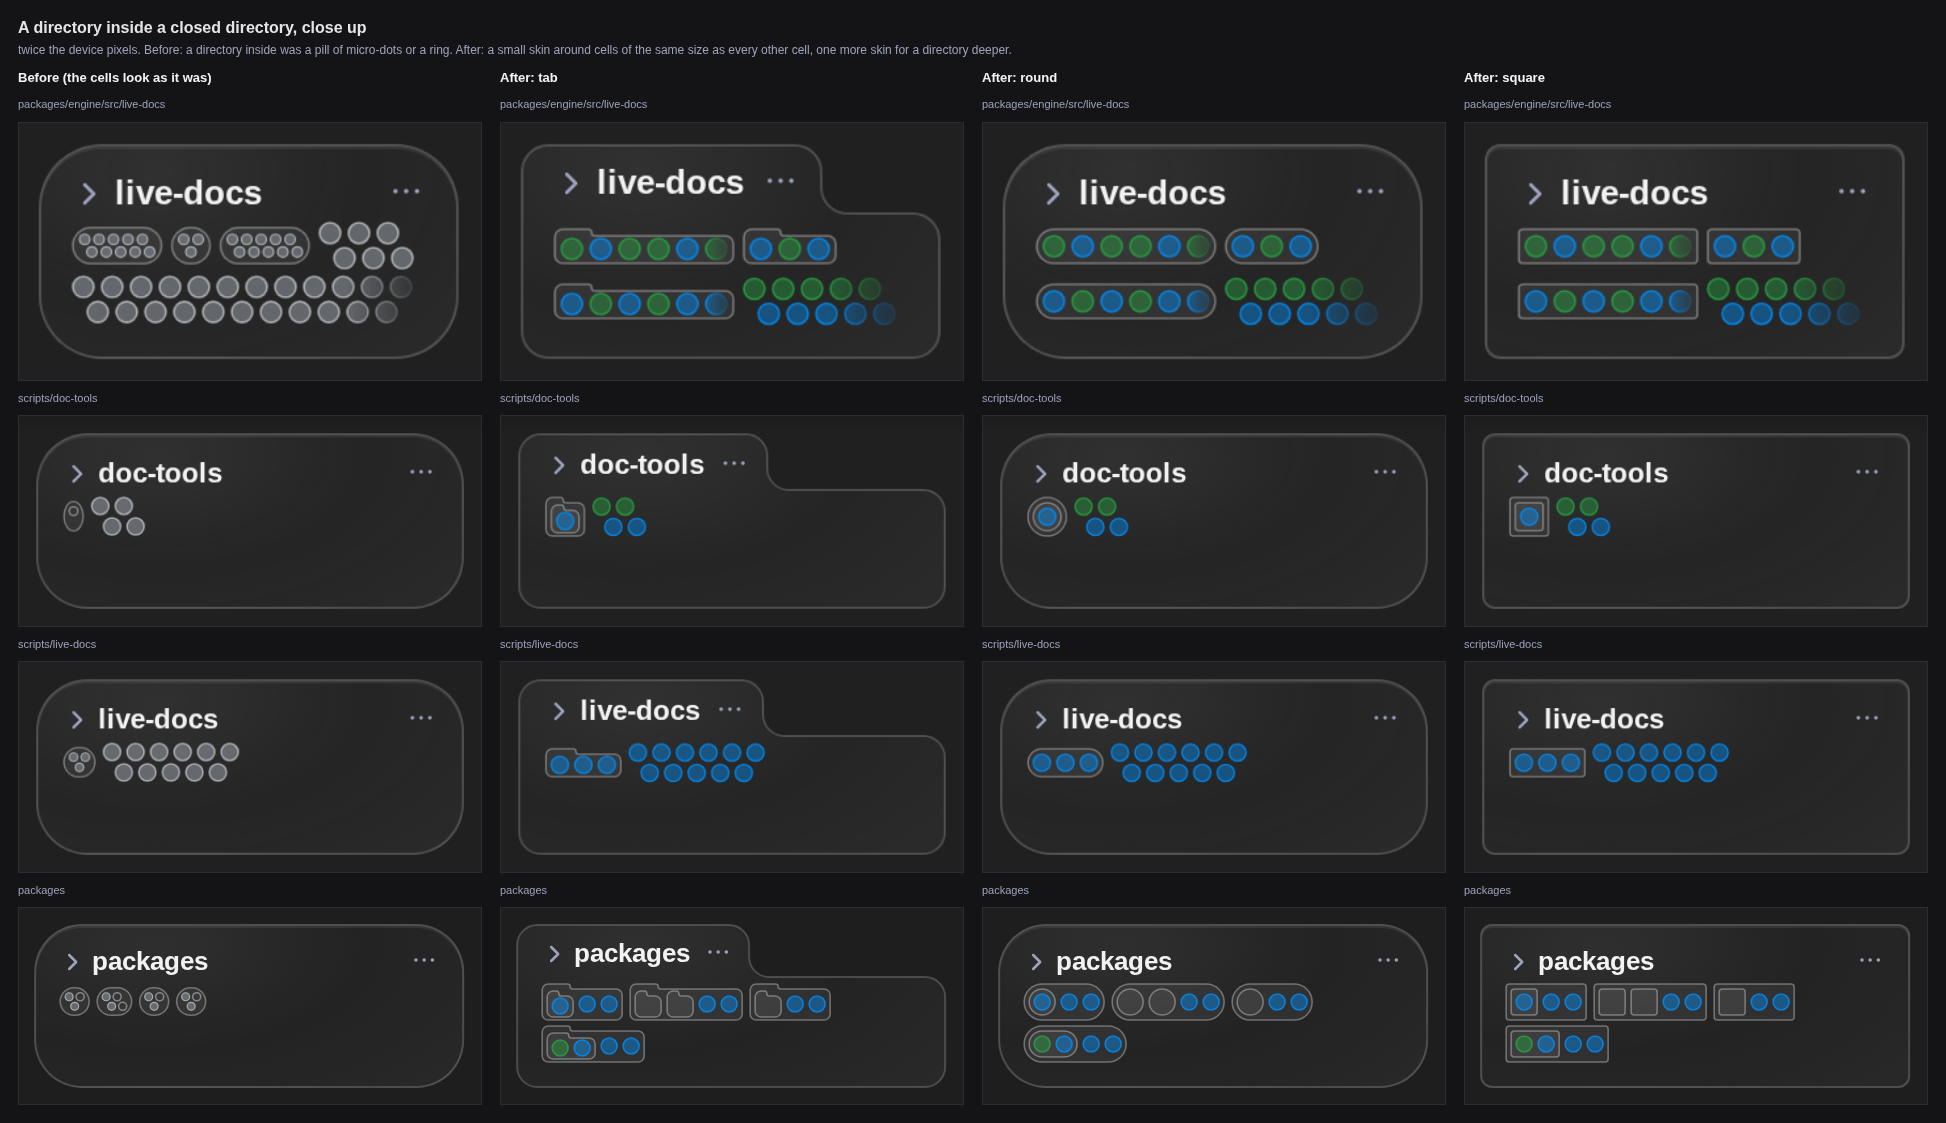 A directory inside a closed directory, close up
twice the device pixels. Before: a directory inside was a pill of micro-dots or a ring. After: a small skin around cells of the same size as every other cell, one more skin for a directory deeper.
Before (the cells look as it was)
After: tab
After: round
After: square
packages/engine/src/live-docs
packages/engine/src/live-docs
packages/engine/src/live-docs
packages/engine/src/live-docs
live-docs
live-docs
live-docs
live-docs
scripts/doc-tools
scripts/doc-tools
scripts/doc-tools
scripts/doc-tools
doc-tools
doc-tools
doc-tools
doc-tools
scripts/live-docs
scripts/live-docs
scripts/live-docs
scripts/live-docs
live-docs
live-docs
live-docs
live-docs
packages
packages
packages
packages
packages
packages
packages
packages